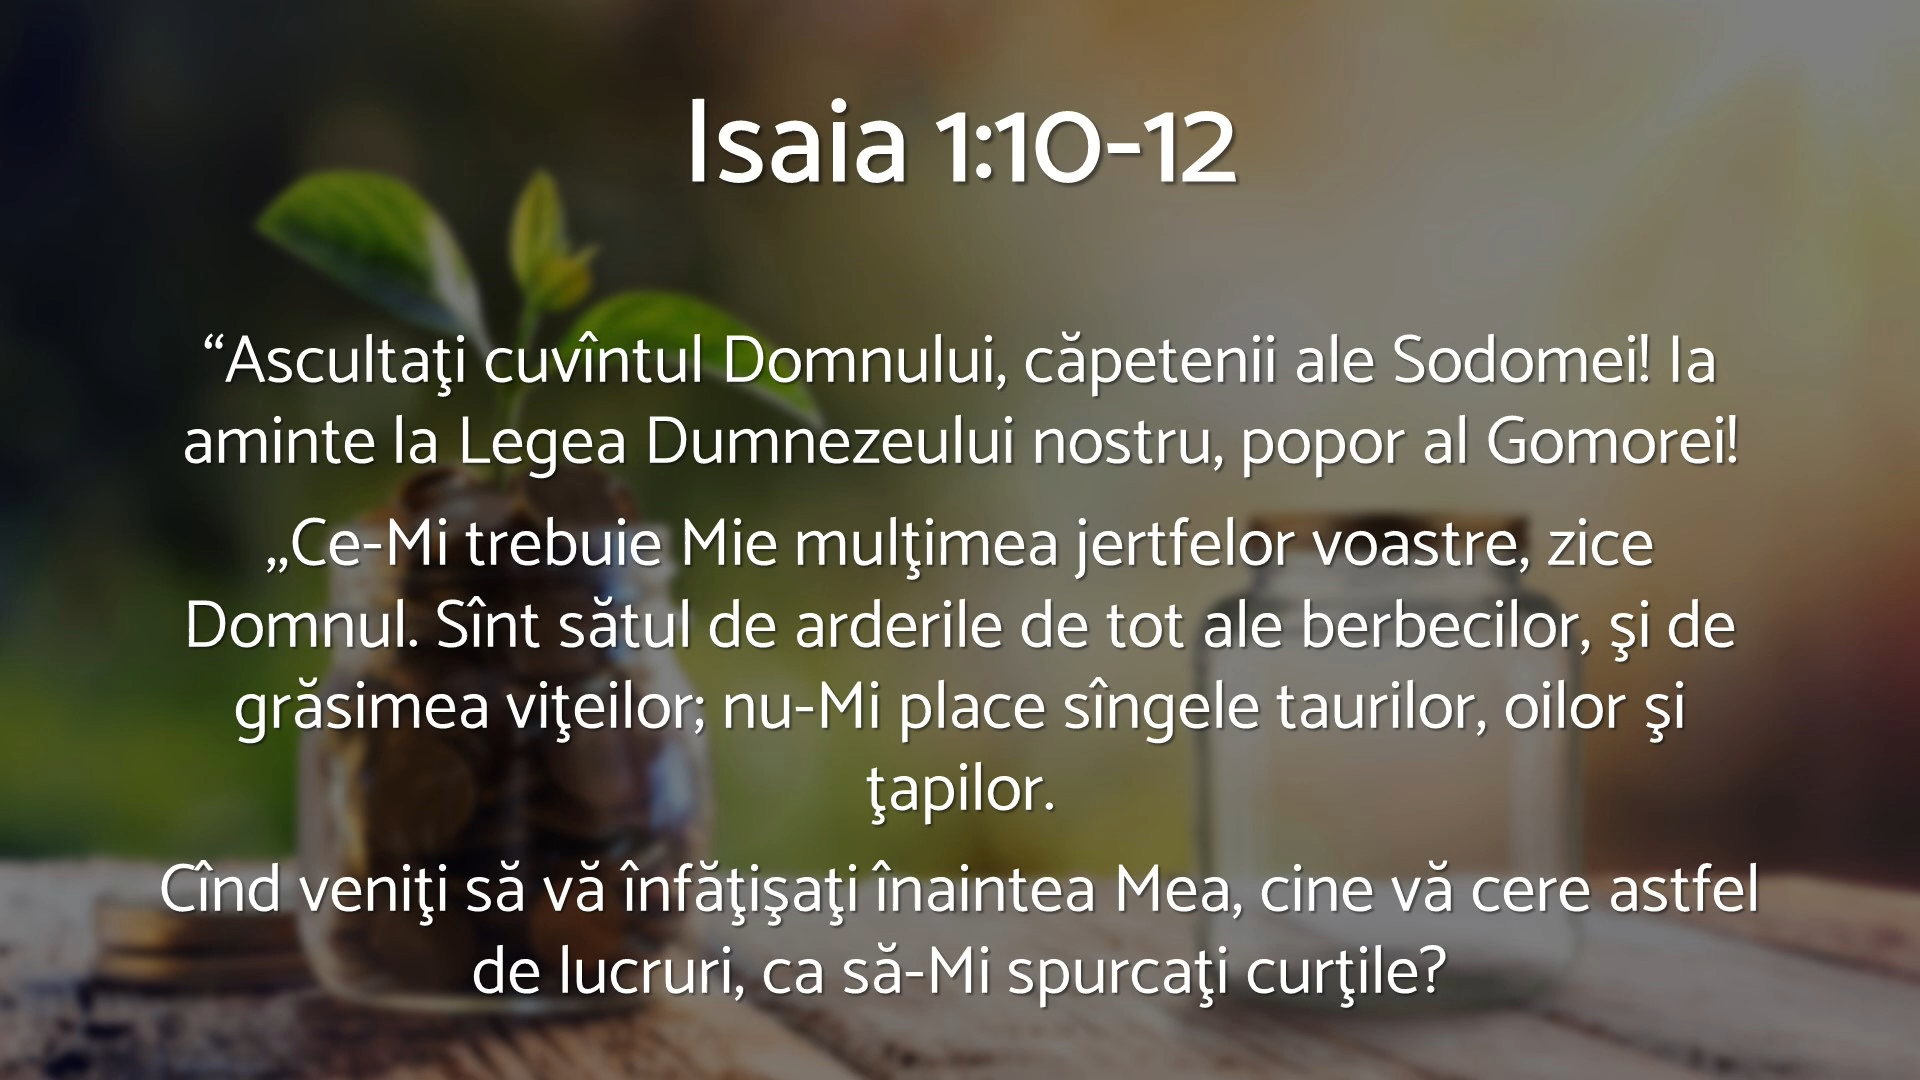 Isaia 1:10-12
“Ascultaţi cuvîntul Domnului, căpetenii ale Sodomei! Ia
aminte la Legea Dumnezeului nostru, popor al Gomorei!
„Ce-Mi trebuie Mie mulţimea jertfelor voastre, zice
Domnul. Sînt sătul de arderile de tot ale berbecilor, şi de
grăsimea viţeilor; nu-Mi place sîngele taurilor, oilor şi
ţapilor.
Cînd veniţi să vă înfăţişaţi înaintea Mea, cine vă cere astfel
de lucruri, ca să-Mi spurcaţi curţile?